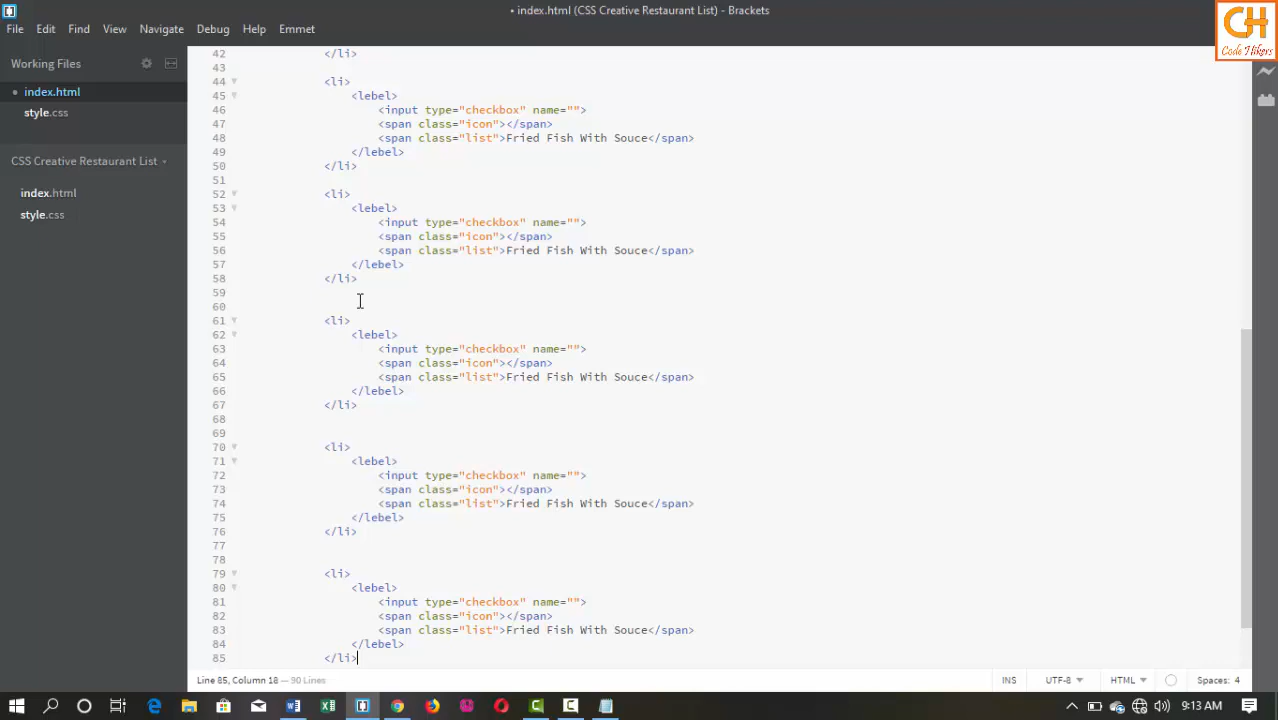 • index.html (CSS Creative Restaurant List) - Brackets
CH
Code Hikers
File Edit Find View Navigate Debug Help Emmet
Working Files
• index.html
style.css
CSS Creative Restaurant List
index.html
style.css
42 </li>
43
44 <li>
45 <lebel>
46 <input type="checkbox" name="">
47 <span class="icon"></span>
48 <span class="list">Fried Fish With Souce</span>
49 </lebel>
50 </li>
51
52 <li>
53 <lebel>
54 <input type="checkbox" name="">
55 <span class="icon"></span>
56 <span class="list">Fried Fish With Souce</span>
57 </lebel>
58 </li>
59
60
61 <li>
62 <lebel>
63 <input type="checkbox" name="">
64 <span class="icon"></span>
65 <span class="list">Fried Fish With Souce</span>
66 </lebel>
67 </li>
68
69
70 <li>
71 <lebel>
72 <input type="checkbox" name="">
73 <span class="icon"></span>
74 <span class="list">Fried Fish With Souce</span>
75 </lebel>
76 </li>
77
78
79 <li>
80 <lebel>
81 <input type="checkbox" name="">
82 <span class="icon"></span>
83 <span class="list">Fried Fish With Souce</span>
84 </lebel>
85 </li>
Line 85, Column 18 — 90 Lines INS UTF-8 HTML Spaces: 4
9:13 AM